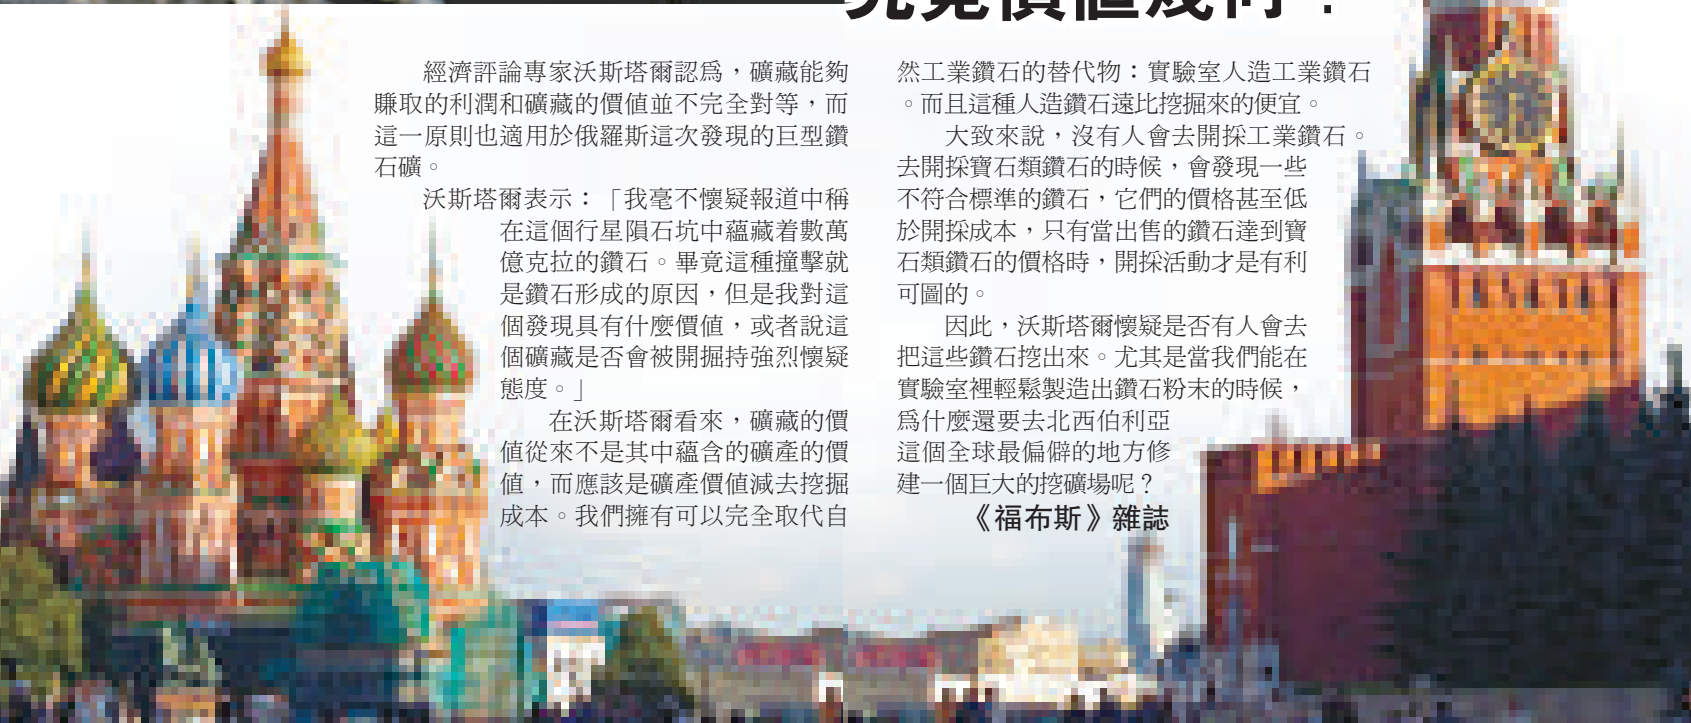 究竟價值幾何？
經濟評論專家沃斯塔爾認爲，礦藏能夠
賺取的利潤和礦藏的價值並不完全對等，而
這一原則也適用於俄羅斯這次發現的巨型鑽
石礦。
沃斯塔爾表示：「我毫不懷疑報道中稱
在這個行星隕石坑中蘊藏着數萬
億克拉的鑽石。畢竟這種撞擊就
是鑽石形成的原因，但是我對這
個發現具有什麼價值，或者說這
個礦藏是否會被開掘持強烈懷疑
態度。」
在沃斯塔爾看來，礦藏的價
值從來不是其中蘊含的礦產的價
值，而應該是礦產價值減去挖掘
成本。我們擁有可以完全取代自
然工業鑽石的替代物：實驗室人造工業鑽石
。而且這種人造鑽石遠比挖掘來的便宜。
大致來說，沒有人會去開採工業鑽石。
去開採寶石類鑽石的時候，會發現一些
不符合標準的鑽石，它們的價格甚至低
於開採成本，只有當出售的鑽石達到寶
石類鑽石的價格時，開採活動才是有利
可圖的。
因此，沃斯塔爾懷疑是否有人會去
把這些鑽石挖出來。尤其是當我們能在
實驗室裡輕鬆製造出鑽石粉末的時候，
爲什麼還要去北西伯利亞
這個全球最偏僻的地方修
建一個巨大的挖礦場呢？
《福布斯》雜誌